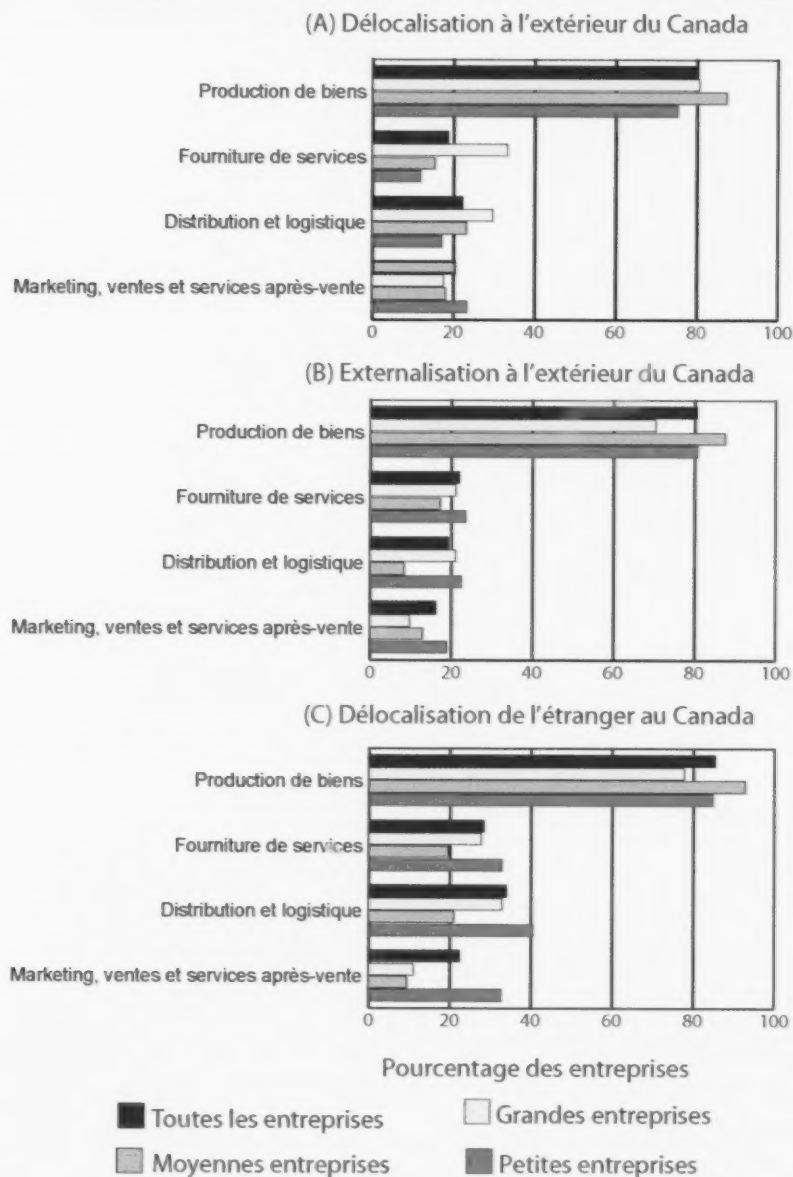 (A) Délocalisation à l'extérieur du Canada
Production de biens
Fourniture de services
Distribution et logistique
Marketing, ventes et services après-vente
0 20 40 60 80 100
(B) Externalisation à l'extérieur du Canada
Production de biens
Fourniture de services
Distribution et logistique
Marketing, ventes et services après-vente
0 20 40 60 80 100
(C) Délocalisation de l'étranger au Canada
Production de biens
Fourniture de services
Distribution et logistique
Marketing, ventes et services après-vente
0 20 40 60 80 100
Pourcentage des entreprises
Toutes les entreprises Grandes entreprises
Moyennes entreprises Petites entreprises